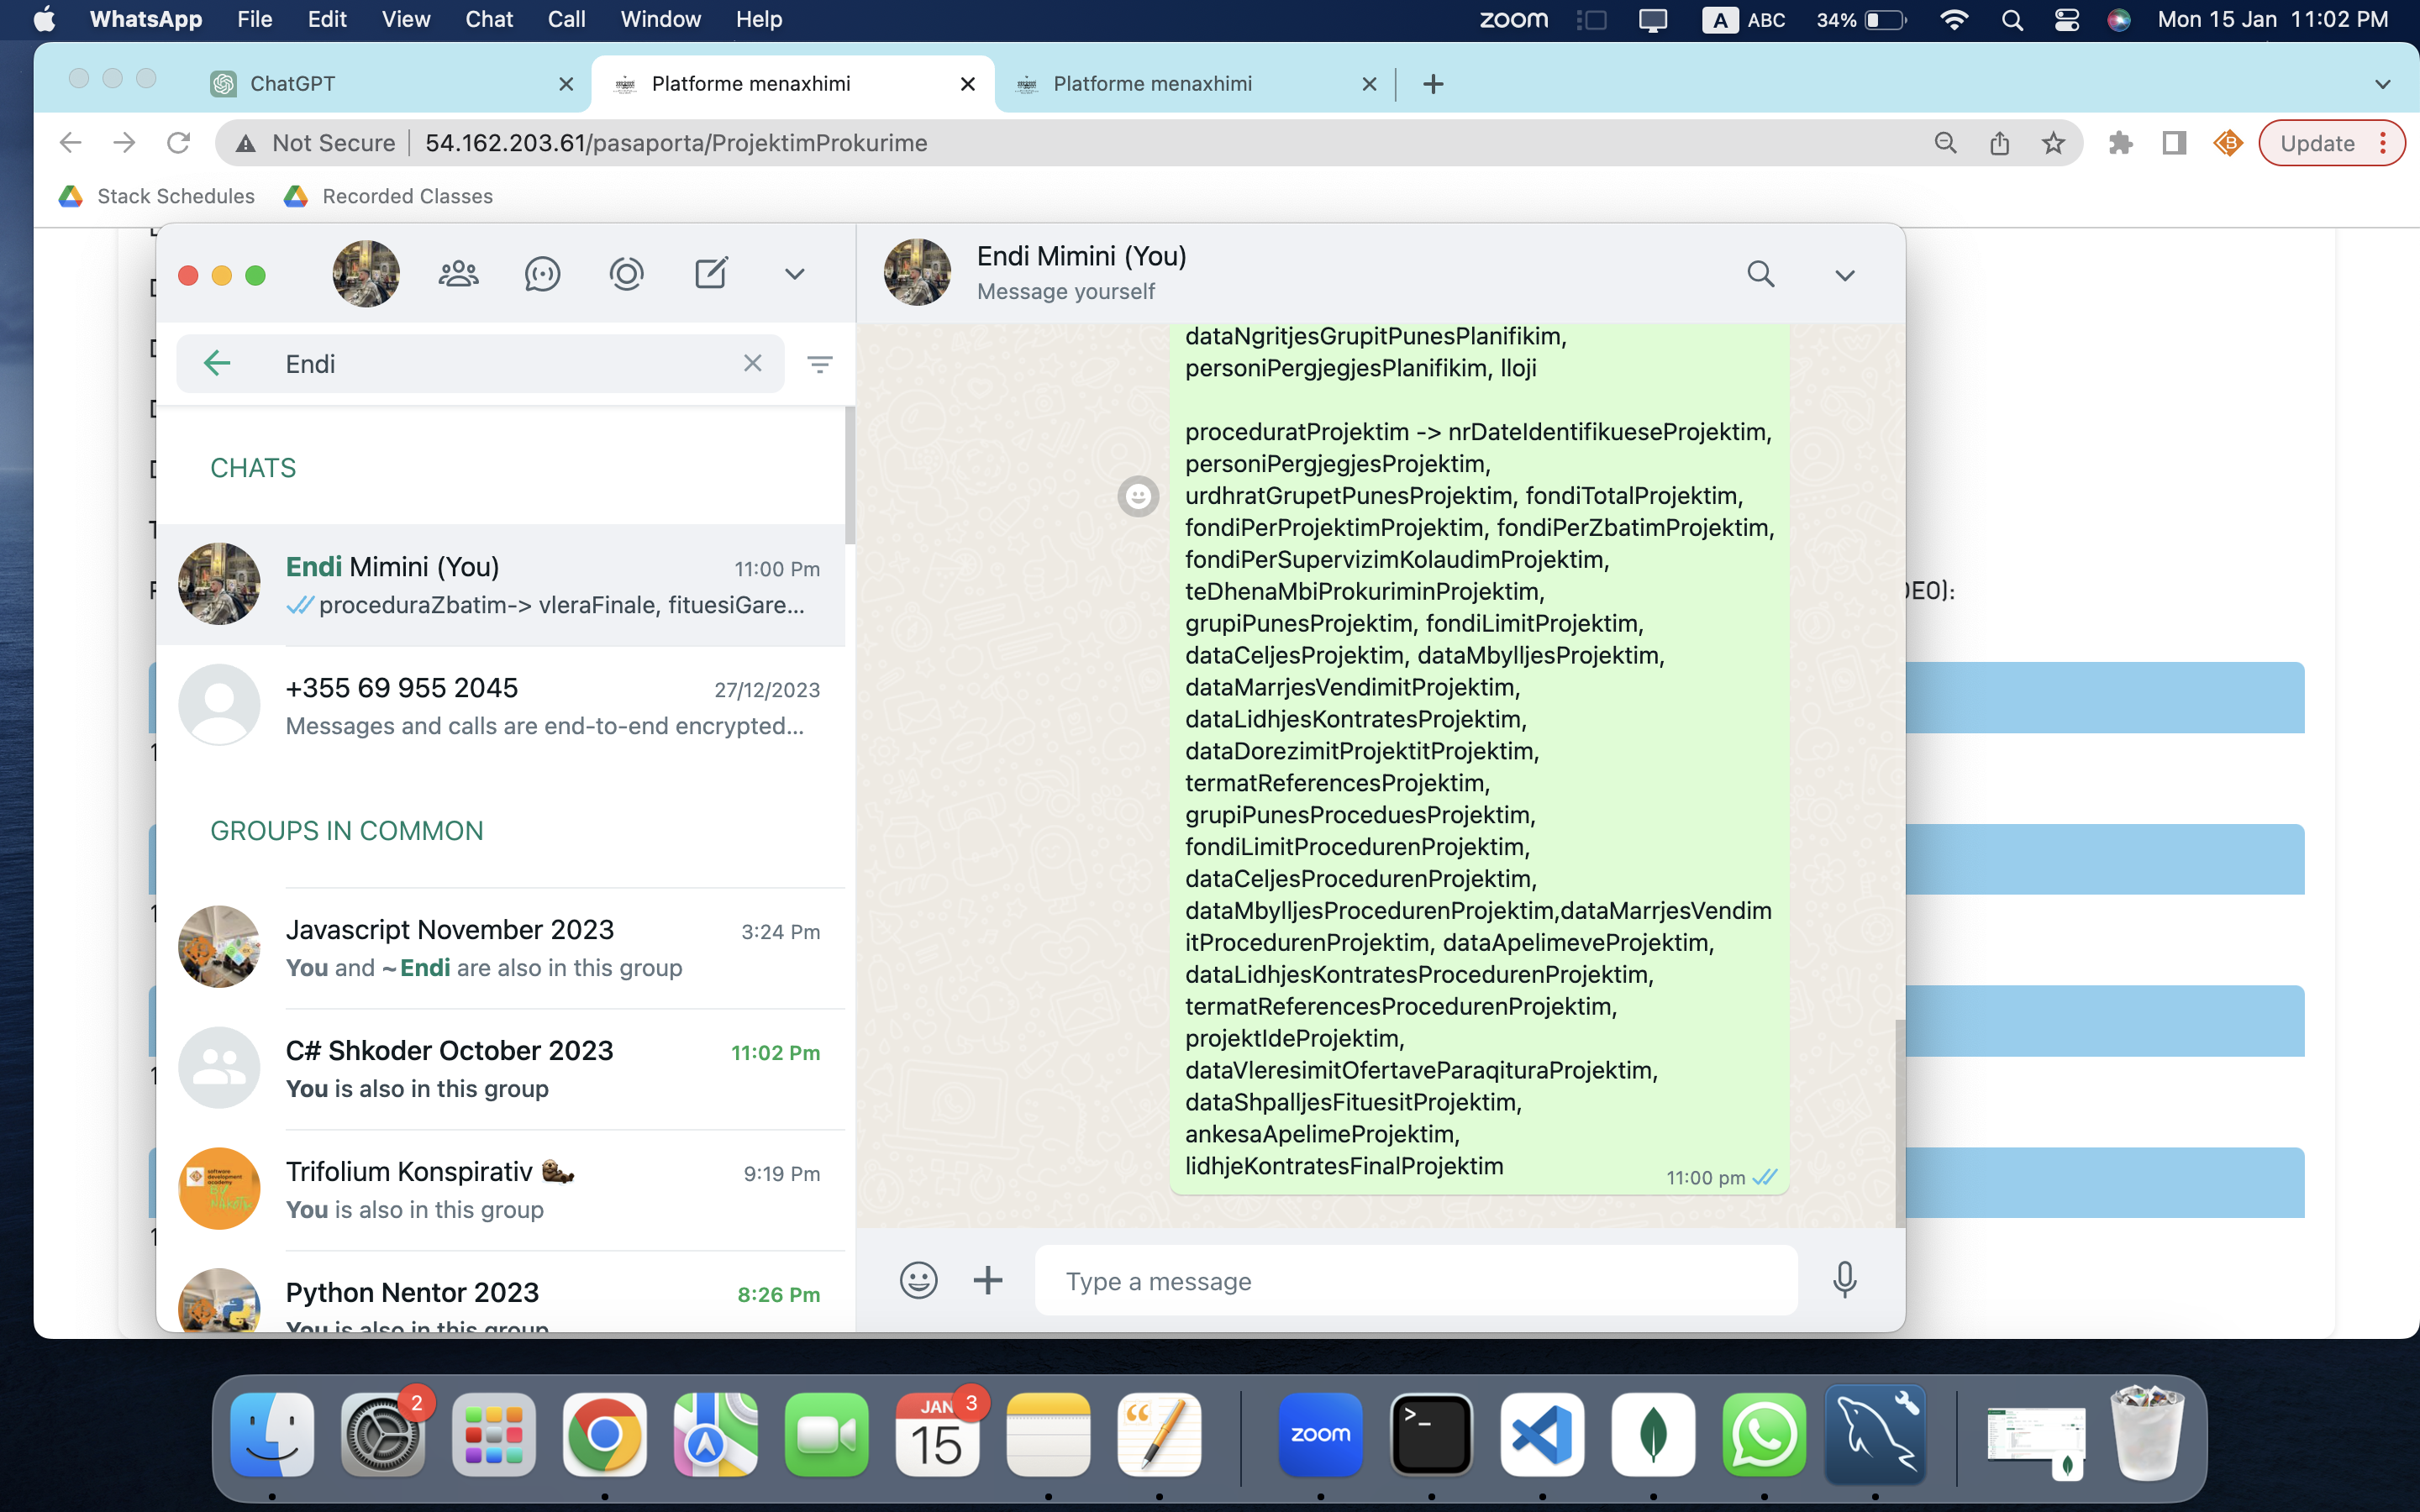 WhatsApp File Edit View Chat Call Window Help
zoom A ABC 34% Mon 15 Jan 11:02 PM
ChatGPT
Platforme menaxhimi
Platforme menaxhimi
Not Secure 54.162.203.61/pasaporta/ProjektimProkurime
Update
Stack Schedules
Recorded Classes
Endi
CHATS
Endi Mimini (You) 11:00 Pm
proceduraZbatim-> vleraFinale, fituesiGare...
+355 69 955 2045 27/12/2023
Messages and calls are end-to-end encrypted...
GROUPS IN COMMON
Javascript November 2023 3:24 Pm
You and ~Endi are also in this group
C# Shkoder October 2023 11:02 Pm
You is also in this group
Trifolium Konspirativ 🦦 9:19 Pm
You is also in this group
Python Nentor 2023 8:26 Pm
You is also in this group
Endi Mimini (You)
Message yourself
dataNgritjesGrupitPunesPlanifikim,
personiPergjegjesPlanifikim, lloji
proceduratProjektim -> nrDateIdentifikueseProjektim,
personiPergjegjesProjektim,
urdhratGrupetPunesProjektim, fondiTotalProjektim,
fondiPerProjektimProjektim, fondiPerZbatimProjektim,
fondiPerSupervizimKolaudimProjektim,
teDhenaMbiProkuriminProjektim,
grupiPunesProjektim, fondiLimitProjektim,
dataCeljesProjektim, dataMbylljesProjektim,
dataMarrjesVendimitProjektim,
dataLidhjesKontratesProjektim,
dataDorezimitProjektitProjektim,
termatReferencesProjektim,
grupiPunesProceduesProjektim,
fondiLimitProcedurenProjektim,
dataCeljesProcedurenProjektim,
dataMbylljesProcedurenProjektim,dataMarrjesVendim
itProcedurenProjektim, dataApelimeveProjektim,
dataLidhjesKontratesProcedurenProjektim,
termatReferencesProcedurenProjektim,
projektIdeProjektim,
dataVleresimitOfertaveParaqituraProjektim,
dataShpalljesFituesitProjektim,
ankesaApelimeProjektim,
lidhjeKontratesFinalProjektim
11:00 pm
Type a message
DEO):
2
JAN 3
15
zoom